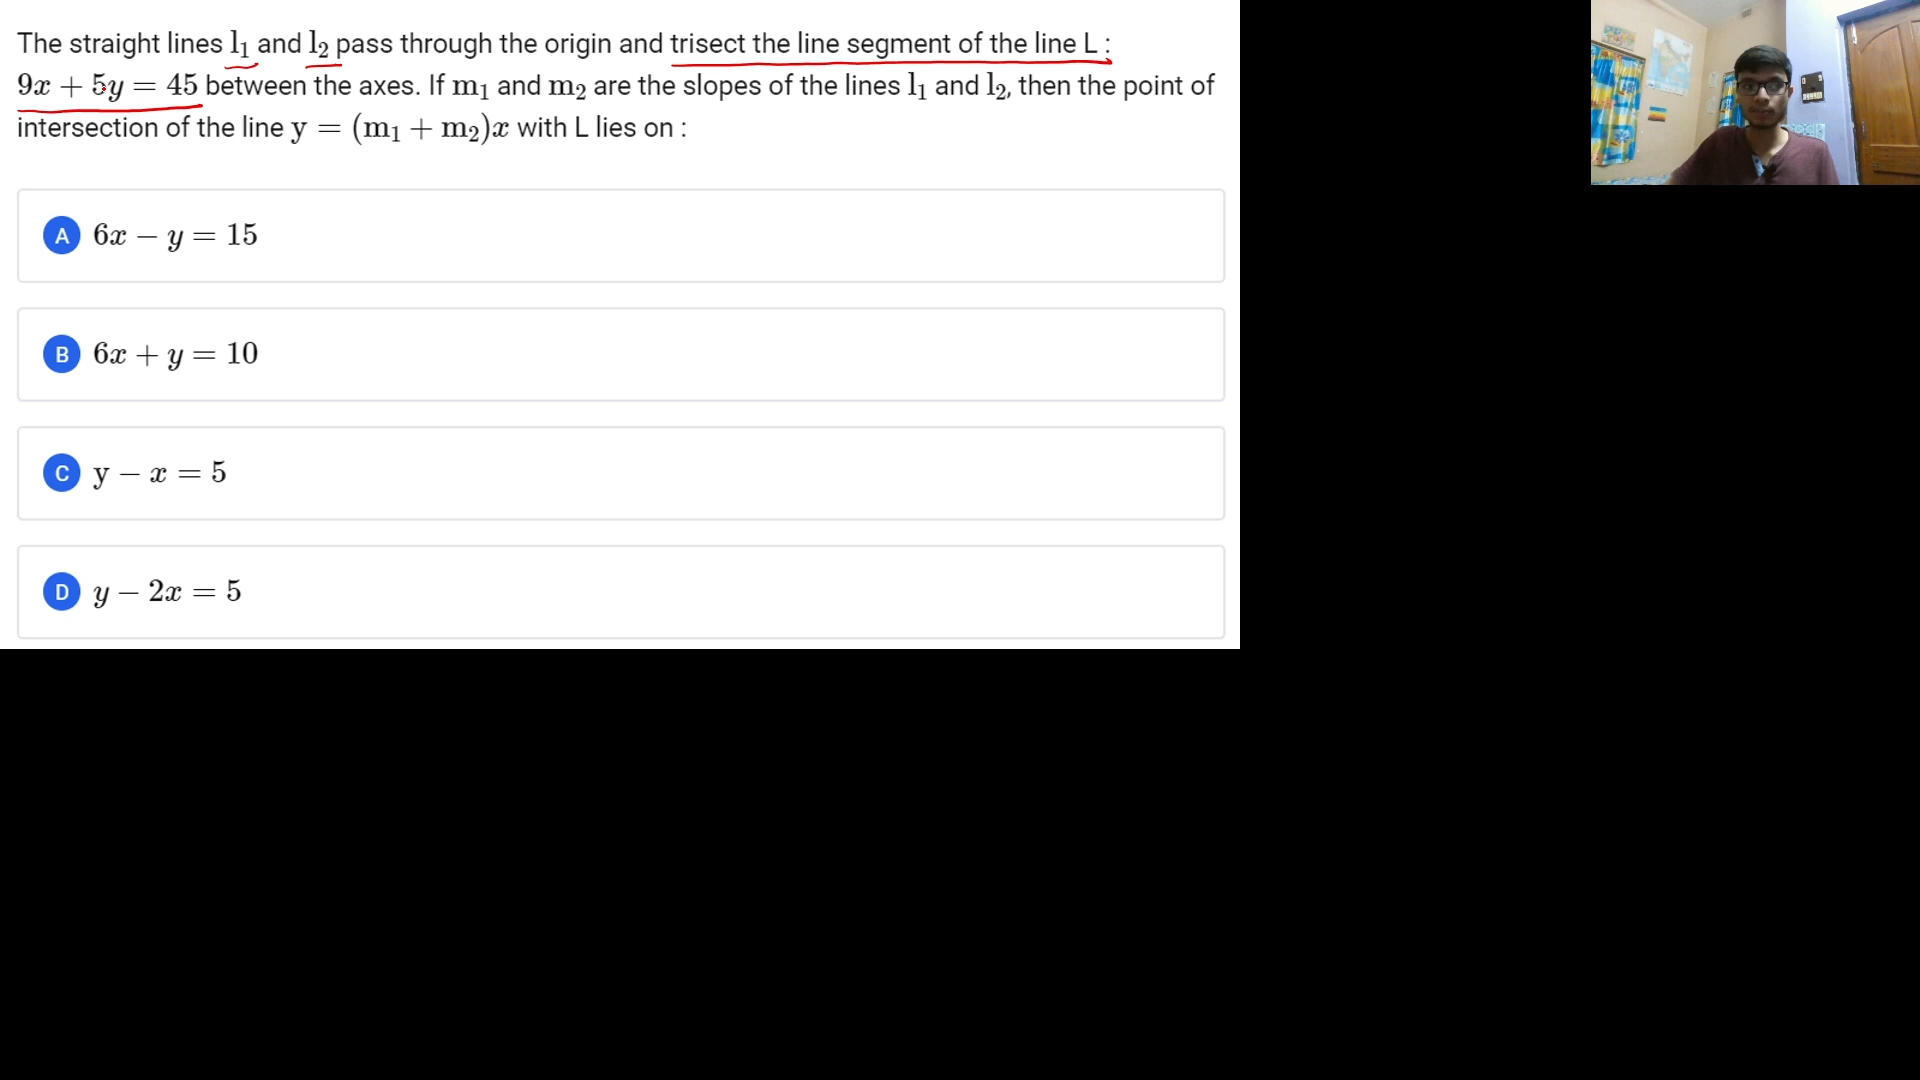 The straight lines l₁ and l₂ pass through the origin and trisect the line segment of the line L :
9x + 5y = 45 between the axes. If m₁ and m₂ are the slopes of the lines l₁ and l₂, then the point of
intersection of the line y = (m₁ + m₂)x with L lies on :
A 6x − y = 15
B 6x + y = 10
C y − x = 5
D y − 2x = 5